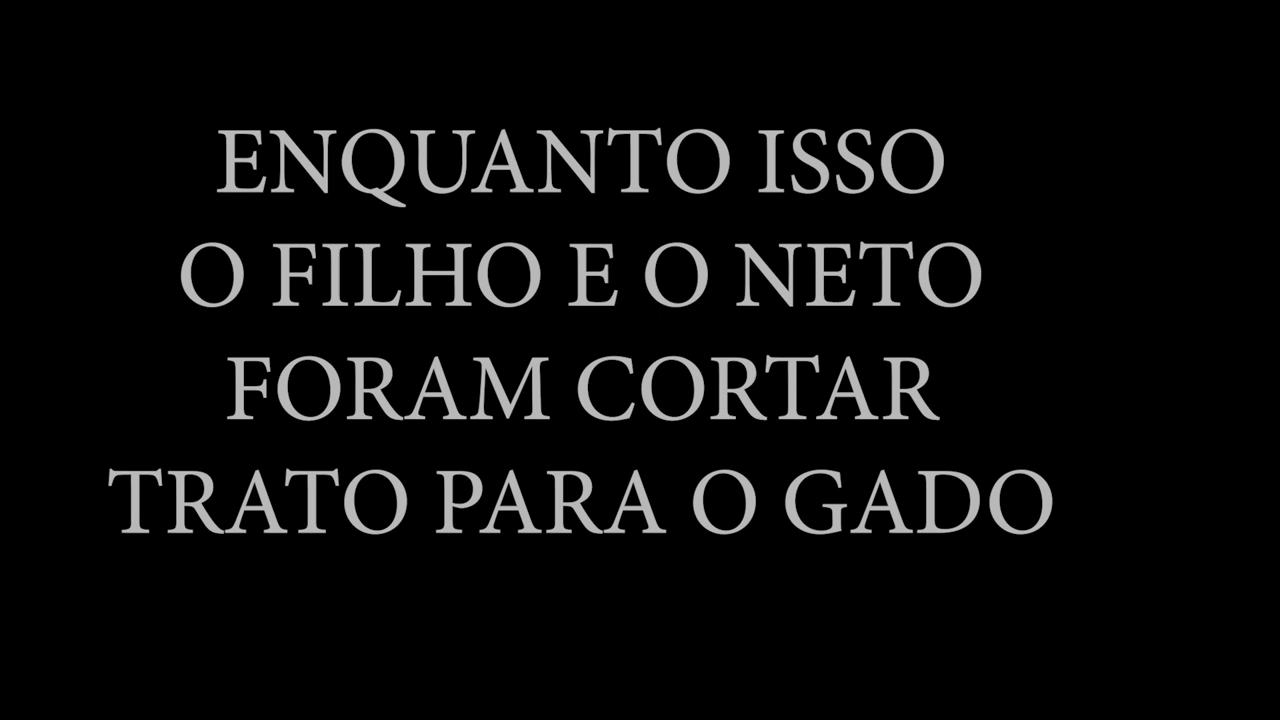 ENQUANTO ISSO
O FILHO E O NETO
FORAM CORTAR
TRATO PARA O GADO